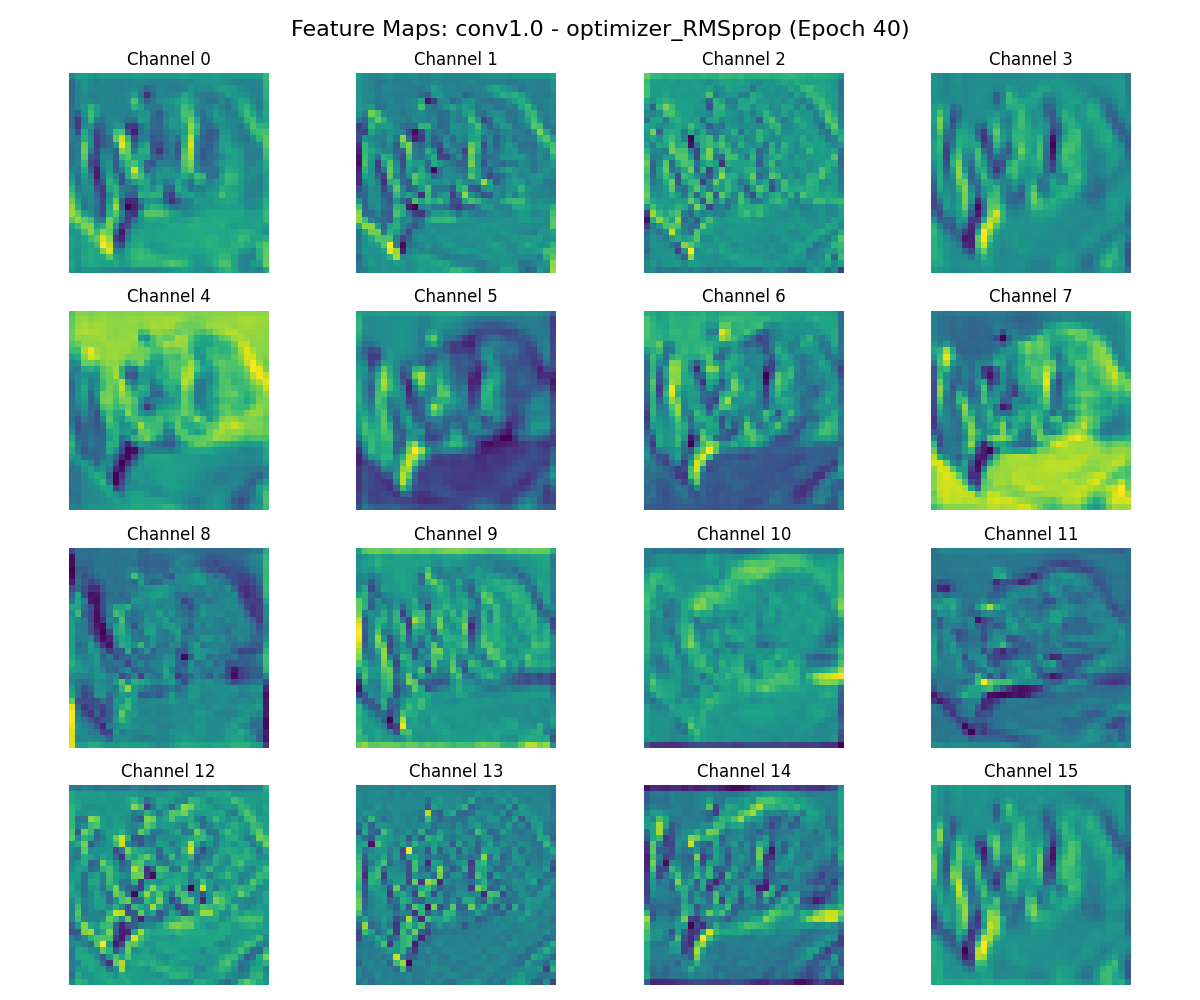 Feature Maps: conv1.0 - optimizer_RMSprop (Epoch 40)
Channel 0
Channel 1
Channel 2
Channel 3
Channel 4
Channel 5
Channel 6
Channel 7
Channel 8
Channel 9
Channel 10
Channel 11
Channel 12
Channel 13
Channel 14
Channel 15